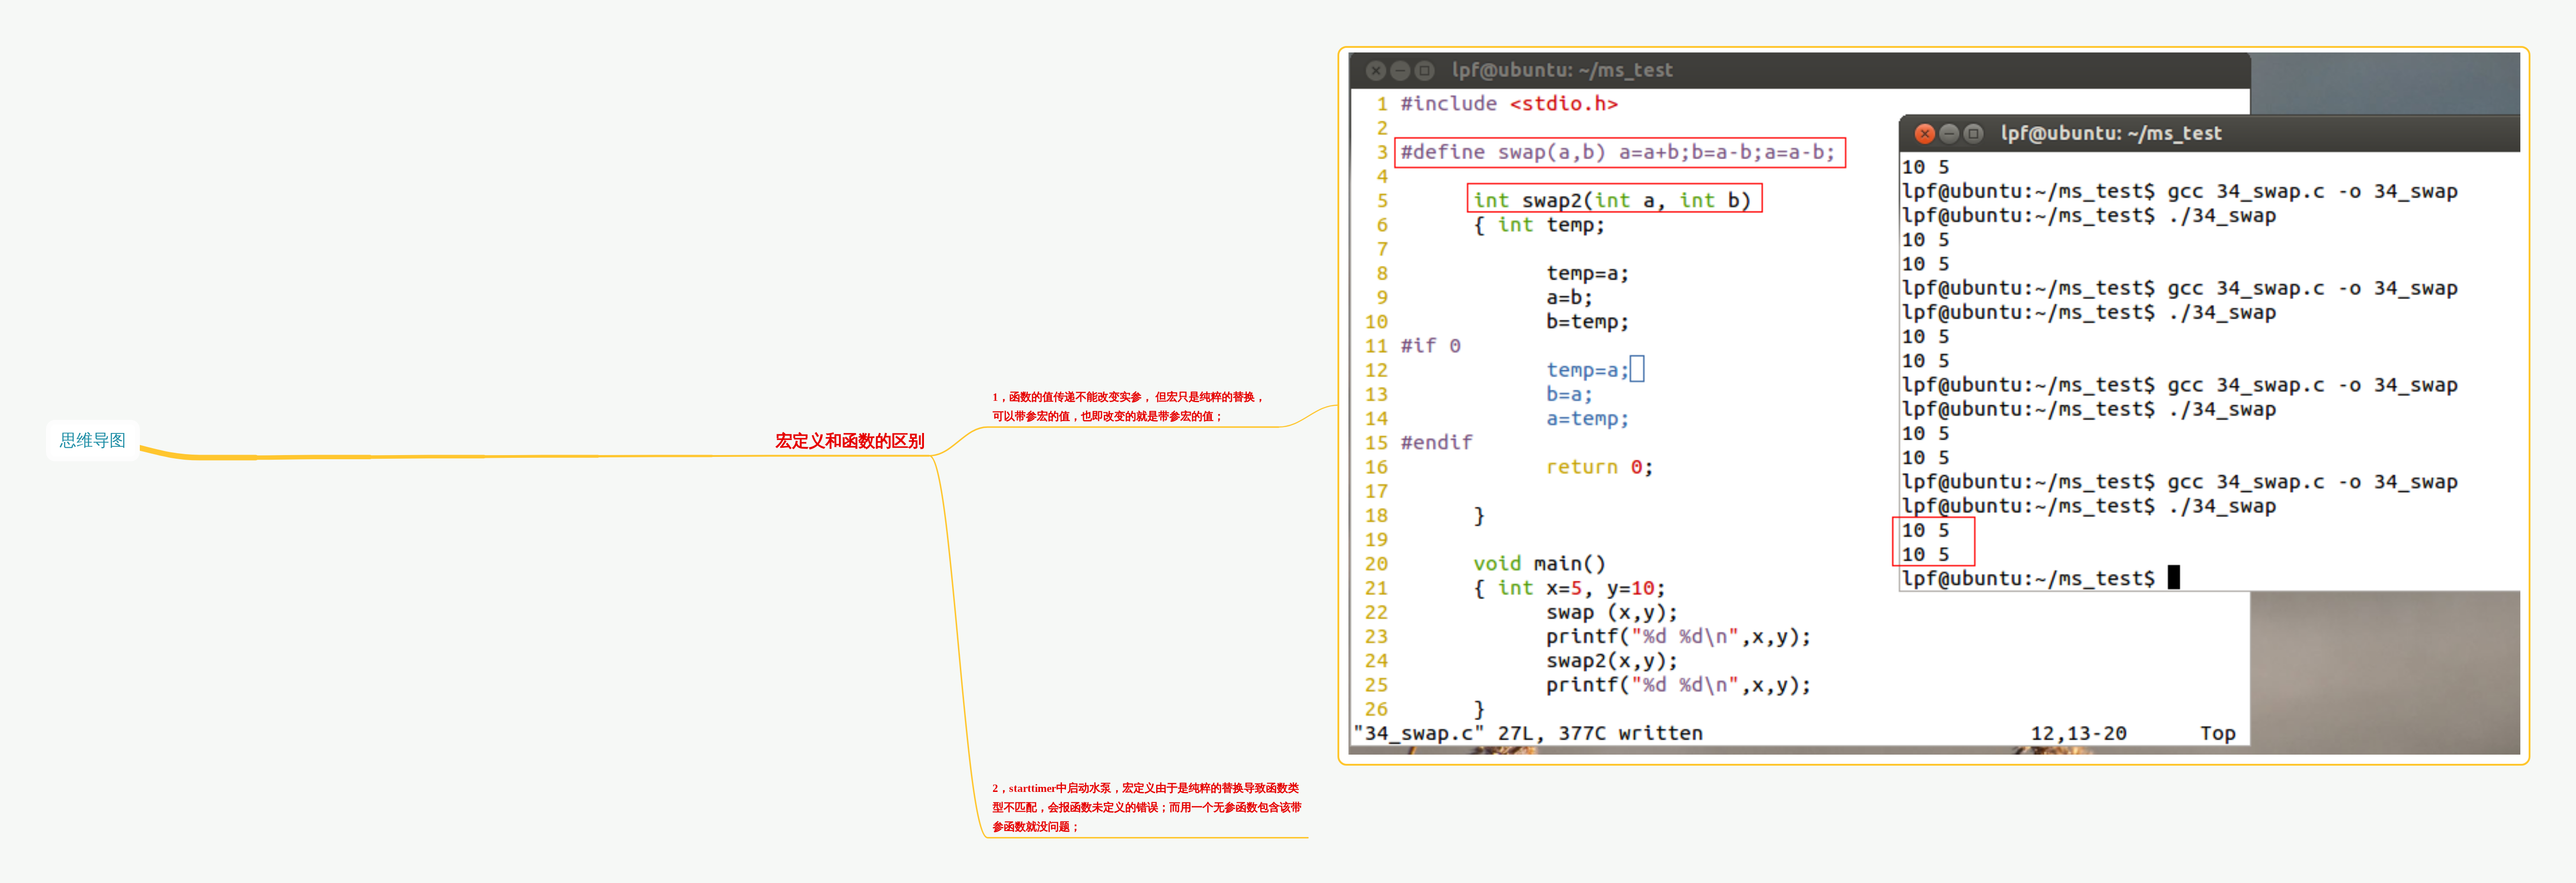 思维导图
宏定义和函数的区别
1，函数的值传递不能改变实参， 但宏只是纯粹的替换，
可以带参宏的值，也即改变的就是带参宏的值；
lpf@ubuntu: ~/ms_test
1 #include <stdio.h>
2
3 #define swap(a,b) a=a+b;b=a-b;a=a-b;
4
5 int swap2(int a, int b)
6 { int temp;
7
8 temp=a;
9 a=b;
10 b=temp;
11 #if 0
12 temp=a;
13 b=a;
14 a=temp;
15 #endif
16 return 0;
17
18 }
19
20 void main()
21 { int x=5, y=10;
22 swap (x,y);
23 printf("%d %d\n",x,y);
24 swap2(x,y);
25 printf("%d %d\n",x,y);
26 }
"34_swap.c" 27L, 377C written 12,13-20 Top
lpf@ubuntu: ~/ms_test
10 5
lpf@ubuntu:~/ms_test$ gcc 34_swap.c -o 34_swap
lpf@ubuntu:~/ms_test$ ./34_swap
10 5
10 5
lpf@ubuntu:~/ms_test$ gcc 34_swap.c -o 34_swap
lpf@ubuntu:~/ms_test$ ./34_swap
10 5
10 5
lpf@ubuntu:~/ms_test$ gcc 34_swap.c -o 34_swap
lpf@ubuntu:~/ms_test$ ./34_swap
10 5
10 5
lpf@ubuntu:~/ms_test$ gcc 34_swap.c -o 34_swap
lpf@ubuntu:~/ms_test$ ./34_swap
10 5
10 5
lpf@ubuntu:~/ms_test$
2，starttimer中启动水泵，宏定义由于是纯粹的替换导致函数类
型不匹配，会报函数未定义的错误；而用一个无参函数包含该带
参函数就没问题；